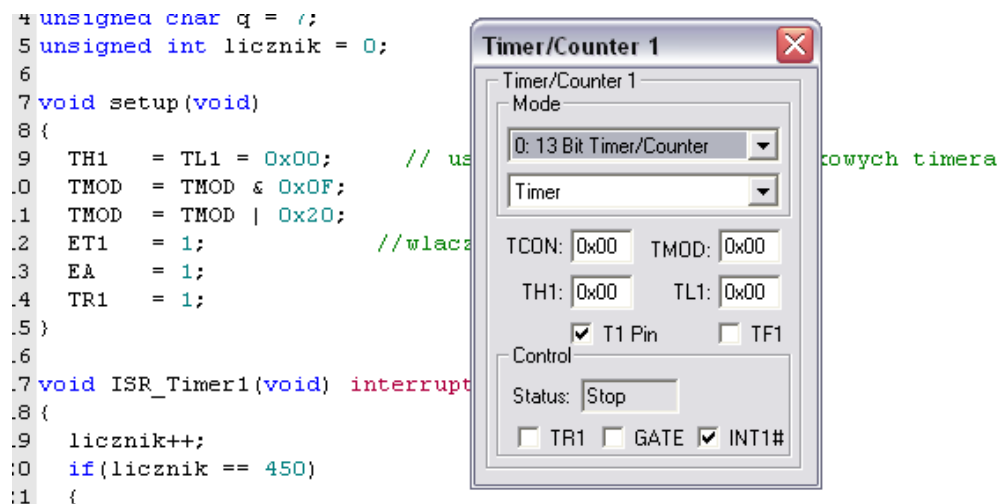 4 unsigned char q = 7;
5 unsigned int licznik = 0;
6
7 void setup(void)
8 {
9 TH1 = TL1 = 0x00; // us
.0 TMOD = TMOD & 0x0F;
.1 TMOD = TMOD | 0x20;
.2 ET1 = 1; //wlacz
.3 EA = 1;
.4 TR1 = 1;
.5 }
.6
.7 void ISR_Timer1(void) interrupt
.8 {
.9 licznik++;
:0 if(licznik == 450)
:1 {
owych timera
Timer/Counter 1
Timer/Counter 1
Mode
0: 13 Bit Timer/Counter
Timer
TCON: 0x00 TMOD: 0x00
TH1: 0x00 TL1: 0x00
T1 Pin TF1
Control
Status: Stop
TR1 GATE INT1#